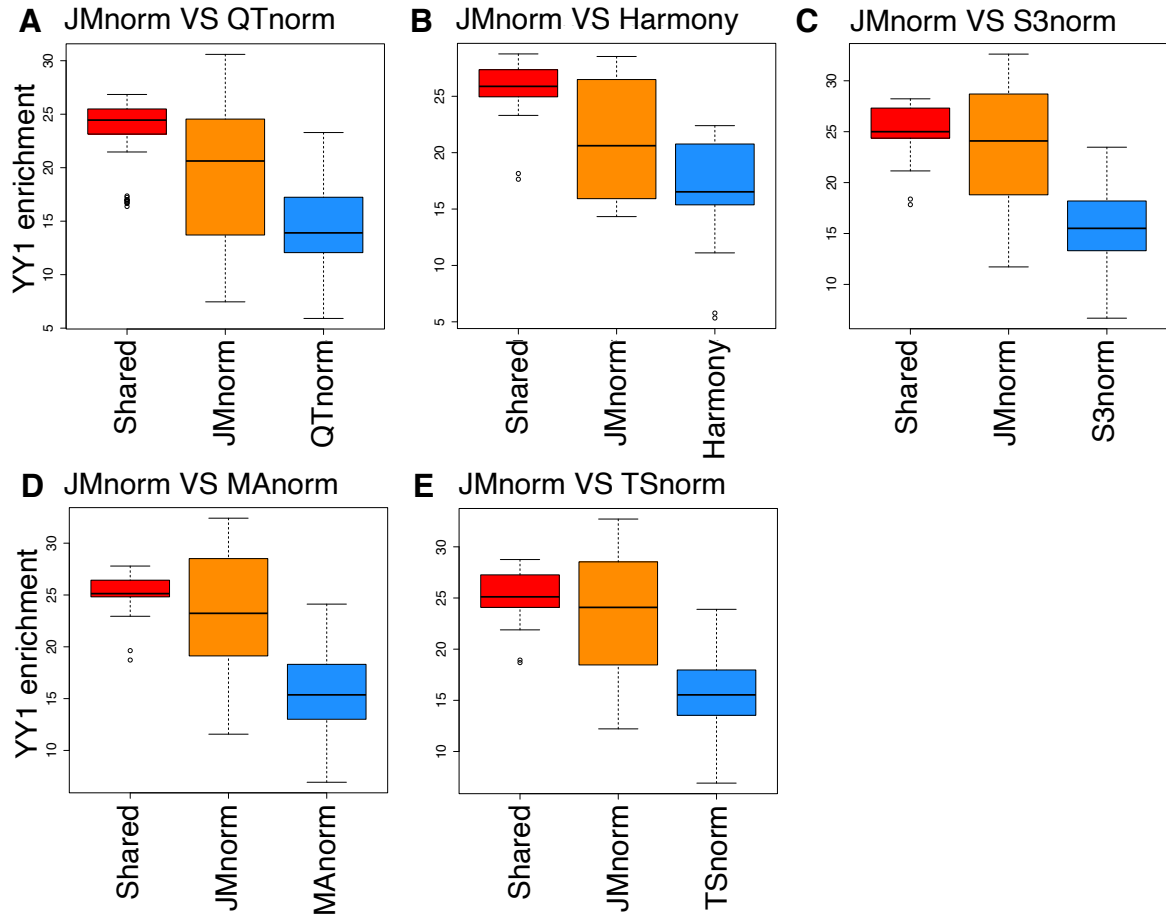 A JMnorm VS QTnorm
YY1 enrichment
30
25
20
15
10
5
Shared
JMnorm
QTnorm
B JMnorm VS Harmony
25
20
15
10
5
Shared
JMnorm
Harmony
C JMnorm VS S3norm
30
25
20
15
10
Shared
JMnorm
S3norm
D JMnorm VS MAnorm
YY1 enrichment
30
25
20
15
10
Shared
JMnorm
MAnorm
E JMnorm VS TSnorm
30
25
20
15
10
Shared
JMnorm
TSnorm